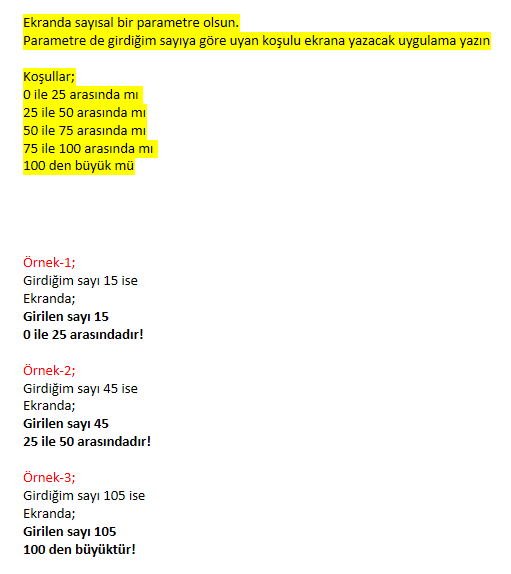 Ekranda sayısal bir parametre olsun.
Parametre de girdiğim sayıya göre uyan koşulu ekrana yazacak uygulama yazın
Koşullar;
0 ile 25 arasında mı
25 ile 50 arasında mı
50 ile 75 arasında mı
75 ile 100 arasında mı
100 den büyük mü
Örnek-1;
Girdiğim sayı 15 ise
Ekranda;
Girilen sayı 15
0 ile 25 arasındadır!
Örnek-2;
Girdiğim sayı 45 ise
Ekranda;
Girilen sayı 45
25 ile 50 arasındadır!
Örnek-3;
Girdiğim sayı 105 ise
Ekranda;
Girilen sayı 105
100 den büyüktür!